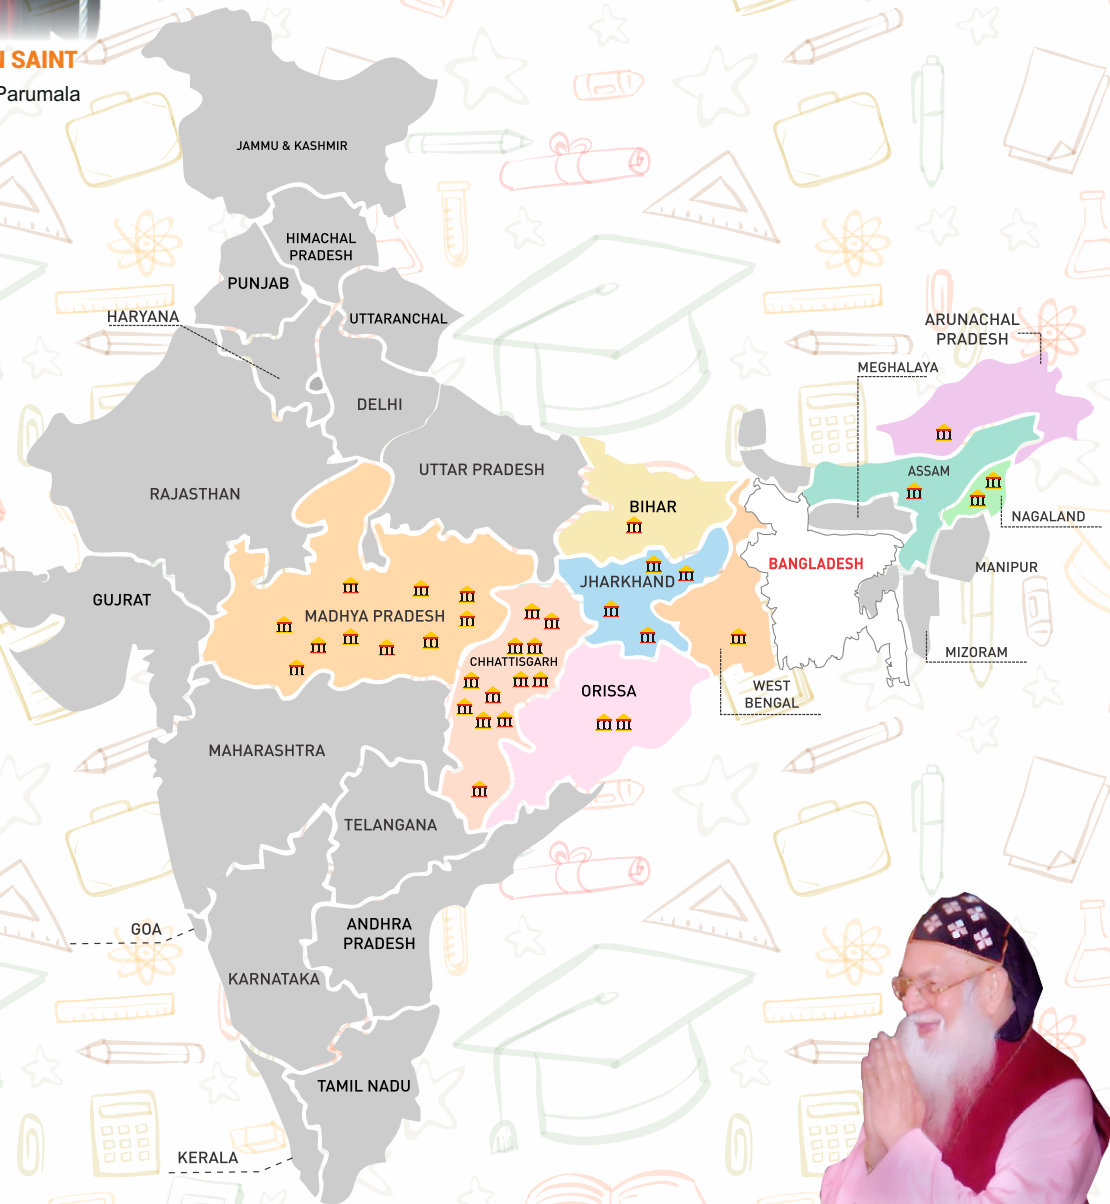 N SAINT
Parumala
JAMMU & KASHMIR
HIMACHAL
PRADESH
PUNJAB
HARYANA
UTTARANCHAL
ARUNACHAL
PRADESH
MEGHALAYA
DELHI
UTTAR PRADESH
ASSAM
RAJASTHAN
BIHAR
NAGALAND
BANGLADESH
MANIPUR
JHARKHAND
GUJRAT
MADHYA PRADESH
MIZORAM
CHHATTISGARH
ORISSA
WEST
BENGAL
MAHARASHTRA
TELANGANA
GOA
ANDHRA
PRADESH
KARNATAKA
TAMIL NADU
KERALA